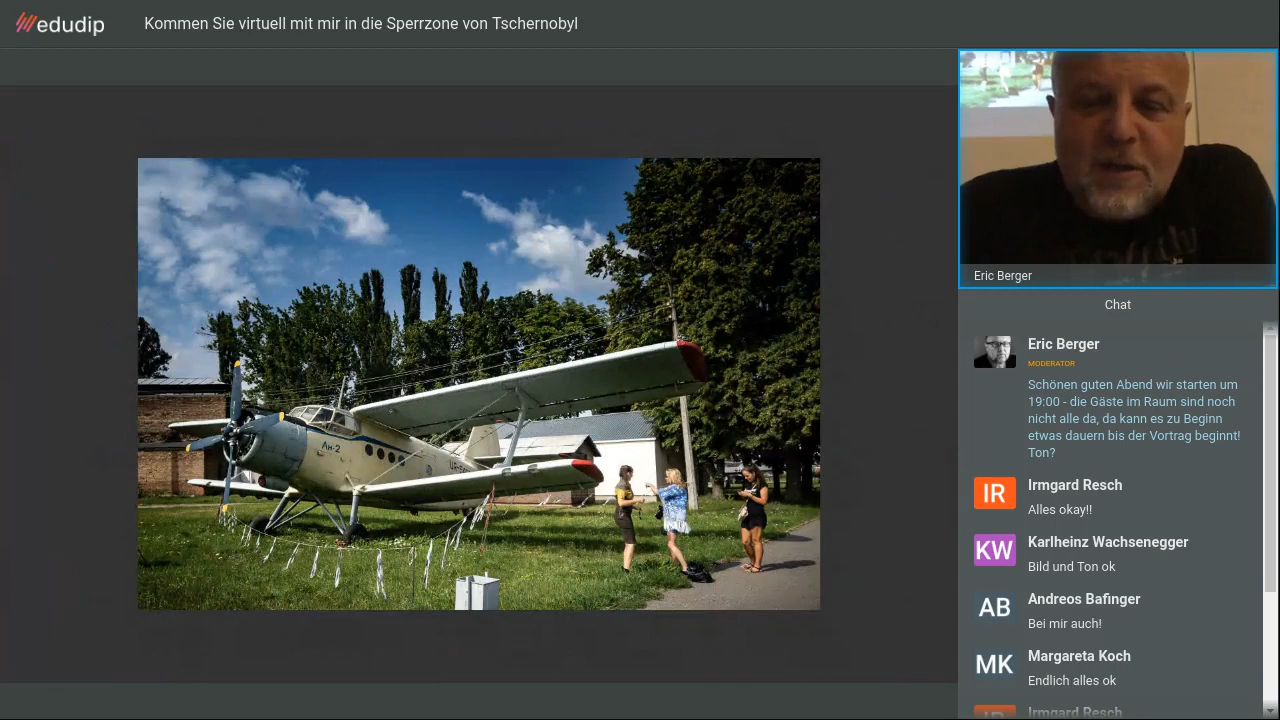 edudip
Kommen Sie virtuell mit mir in die Sperrzone von Tschernobyl
АН-2
Eric Berger
Chat
Eric Berger
MODERATOR
Schönen guten Abend wir starten um
19:00 - die Gäste im Raum sind noch
nicht alle da, da kann es zu Beginn
etwas dauern bis der Vortrag beginnt!
Ton?
IR
Irmgard Resch
Alles okay!!
KW
Karlheinz Wachsenegger
Bild und Ton ok
AB
Andreos Bafinger
Bei mir auch!
MK
Margareta Koch
Endlich alles ok
IR
Irmgard Resch